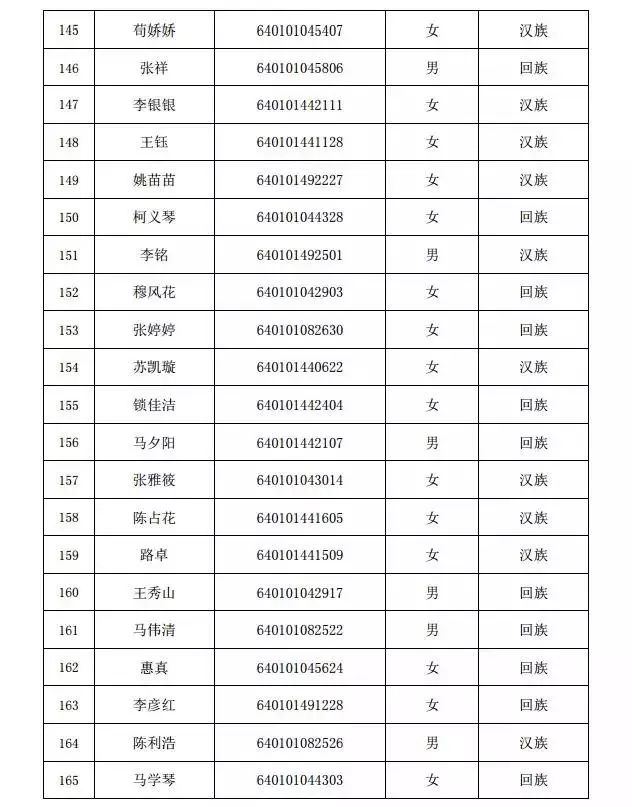 145 荀娇娇 640101045407 女 汉族
146 张祥 640101045806 男 回族
147 李银银 640101442111 女 汉族
148 王钰 640101441128 女 汉族
149 姚苗苗 640101492227 女 汉族
150 柯义琴 640101044328 女 回族
151 李铭 640101492501 男 汉族
152 穆风花 640101042903 女 回族
153 张婷婷 640101082630 女 回族
154 苏凯璇 640101440622 女 汉族
155 锁佳洁 640101442404 女 回族
156 马夕阳 640101442107 男 回族
157 张雅筱 640101043014 女 汉族
158 陈占花 640101441605 女 汉族
159 路卓 640101441509 女 汉族
160 王秀山 640101042917 男 回族
161 马伟清 640101082522 男 回族
162 惠真 640101045624 女 回族
163 李彦红 640101491228 女 回族
164 陈利浩 640101082526 男 汉族
165 马学琴 640101044303 女 回族